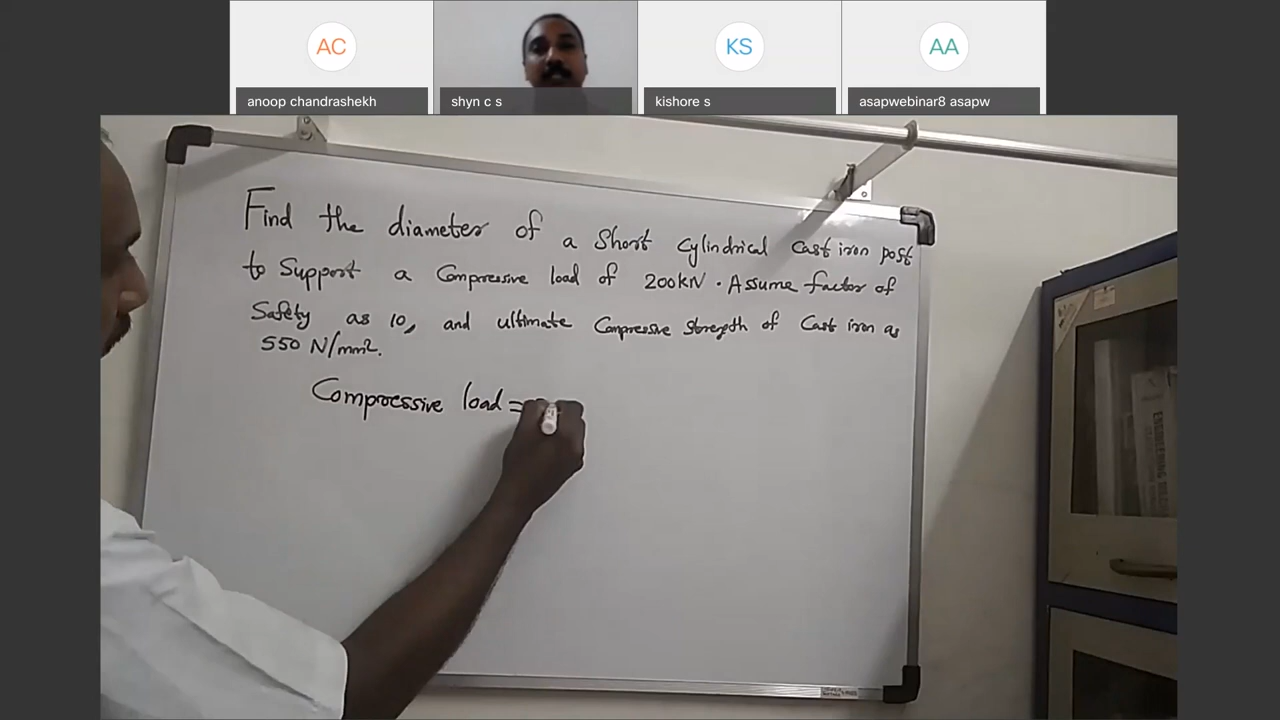 AC
KS
AA
anoop chandrashekh
shyn c s
kishore s
asapwebinar8 asapw
Find the diameter of a Short Cylindrical Cast iron post
to Support a Compressive load of 200kN. Assume factor of
Safety as 10, and ultimate Compressive Strength of Cast iron as
550 N/mm2.
Compressive load =
ENGINEERING